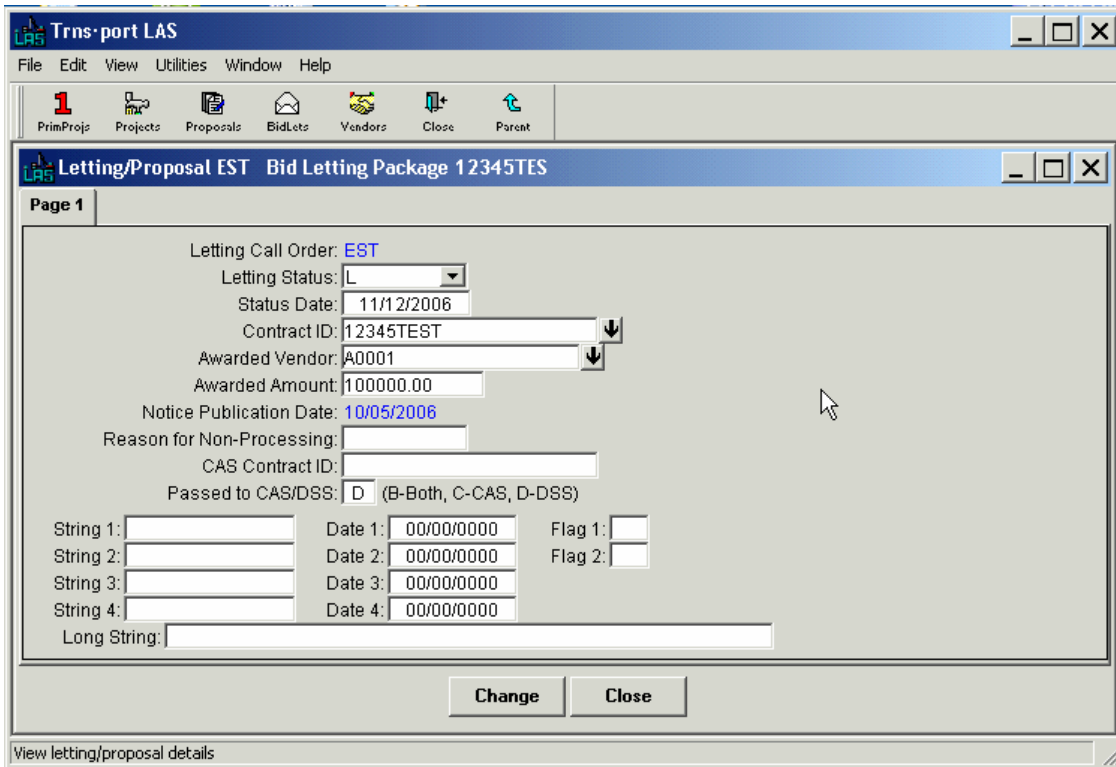 Trns·port LAS
File Edit View Utilities Window Help
PrimProjs Projects Proposals BidLets Vendors Close Parent
Letting/Proposal EST Bid Letting Package 12345TES
Page 1
Letting Call Order: EST
Letting Status: L
Status Date: 11/12/2006
Contract ID: 12345TEST
Awarded Vendor: A0001
Awarded Amount: 100000.00
Notice Publication Date: 10/05/2006
Reason for Non-Processing:
CAS Contract ID:
Passed to CAS/DSS: D (B-Both, C-CAS, D-DSS)
String 1: Date 1: 00/00/0000 Flag 1:
String 2: Date 2: 00/00/0000 Flag 2:
String 3: Date 3: 00/00/0000
String 4: Date 4: 00/00/0000
Long String:
Change Close
View letting/proposal details